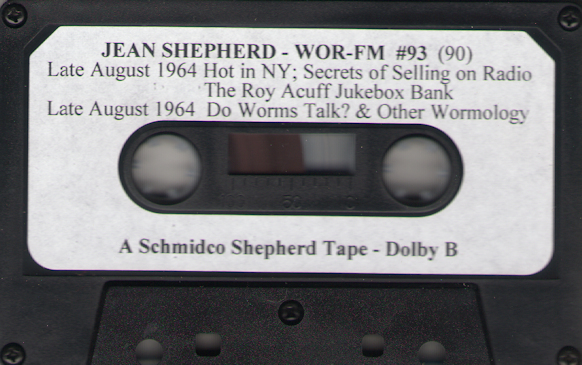 JEAN SHEPHERD - WOR-FM #93 (90)
Late August 1964 Hot in NY; Secrets of Selling on Radio
The Roy Acuff Jukebox Bank
Late August 1964 Do Worms Talk? & Other Wormology
50
A Schmidco Shepherd Tape - Dolby B